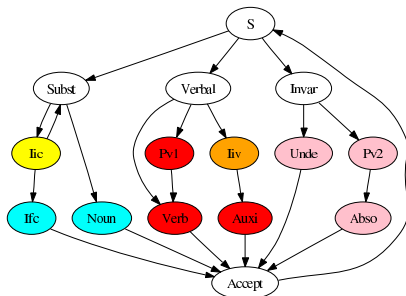 S
Subst Verbal Invar
Iic Pv1 Iiv Unde Pv2
Ifc Noun Verb Auxi Abso
Accept